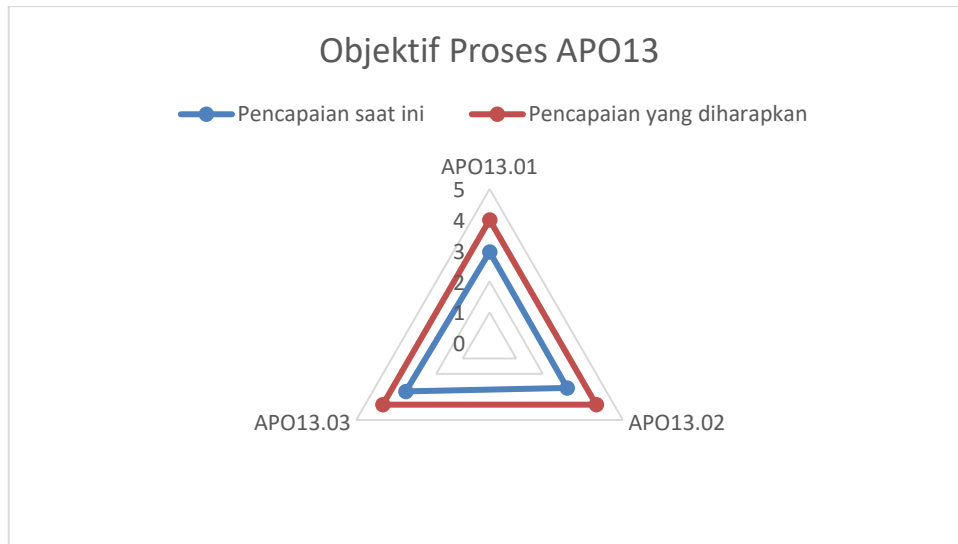 Objektif Proses APO13
Pencapaian saat ini Pencapaian yang diharapkan
APO13.01
5
4
3
2
1
0
APO13.03 APO13.02